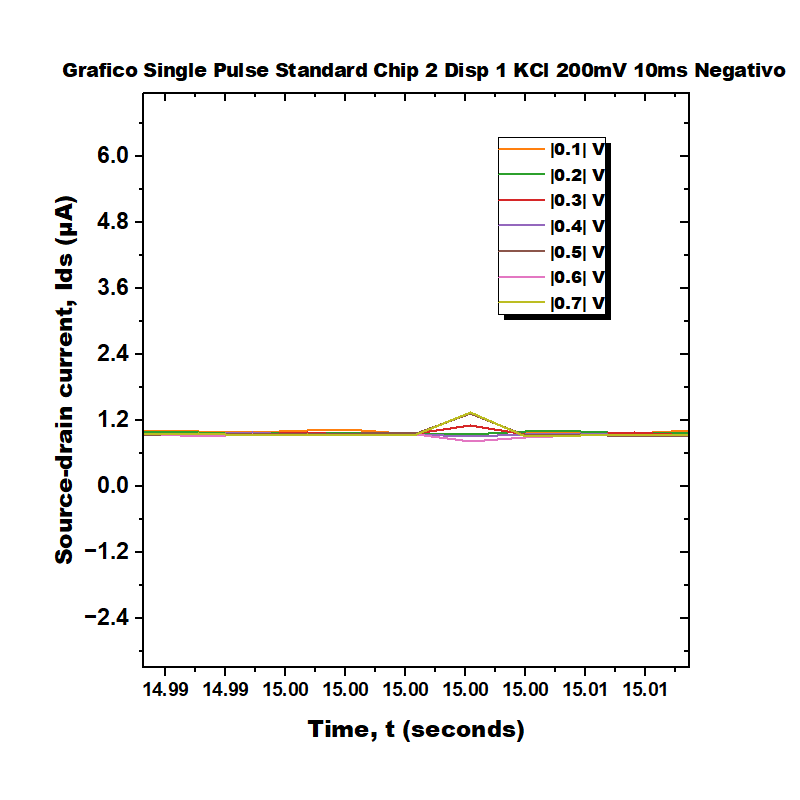 Grafico Single Pulse Standard Chip 2 Disp 1 KCl 200mV 10ms Negativo
|0.1| V
|0.2| V
|0.3| V
|0.4| V
|0.5| V
|0.6| V
|0.7| V
Source-drain current, Ids (µA)
6.0
4.8
3.6
2.4
1.2
0.0
−1.2
−2.4
14.99 14.99 15.00 15.00 15.00 15.00 15.00 15.01 15.01
Time, t (seconds)